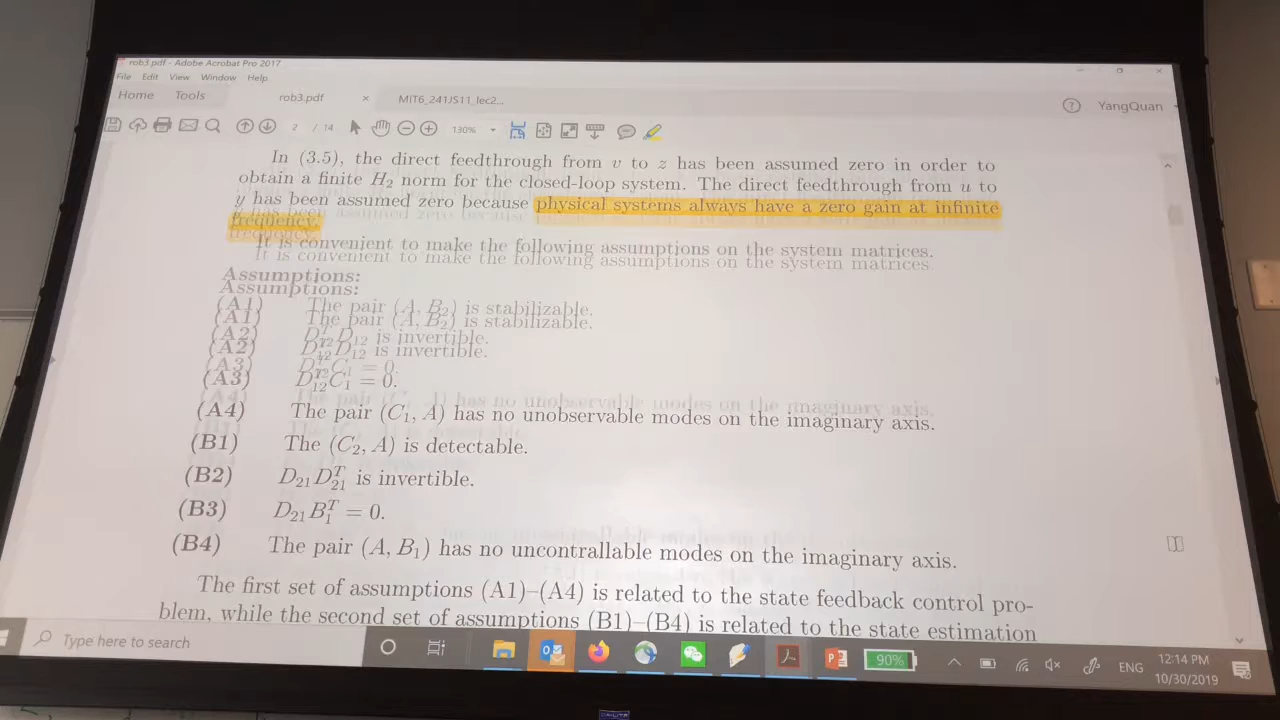 rob3.pdf - Adobe Acrobat Pro 2017
File Edit View Window Help
Home Tools rob3.pdf × MIT6_241JS11_lec2... YangQuan
2 / 14 130%
In (3.5), the direct feedthrough from v to z has been assumed zero in order to
obtain a finite H₂ norm for the closed-loop system. The direct feedthrough from u to
y has been assumed zero because physical systems always have a zero gain at infinite
frequency.
It is convenient to make the following assumptions on the system matrices.
Assumptions:
(A1) The pair (A, B₂) is stabilizable.
(A2) D₁₂ᵀD₁₂ is invertible.
(A3) D₁₂ᵀC₁ = 0.
(A4) The pair (C₁, A) has no unobservable modes on the imaginary axis.
(B1) The (C₂, A) is detectable.
(B2) D₂₁D₂₁ᵀ is invertible.
(B3) D₂₁B₁ᵀ = 0.
(B4) The pair (A, B₁) has no uncontrallable modes on the imaginary axis.
The first set of assumptions (A1)–(A4) is related to the state feedback control pro-
blem, while the second set of assumptions (B1)–(B4) is related to the state estimation
Type here to search 90% ENG 12:14 PM
10/30/2019